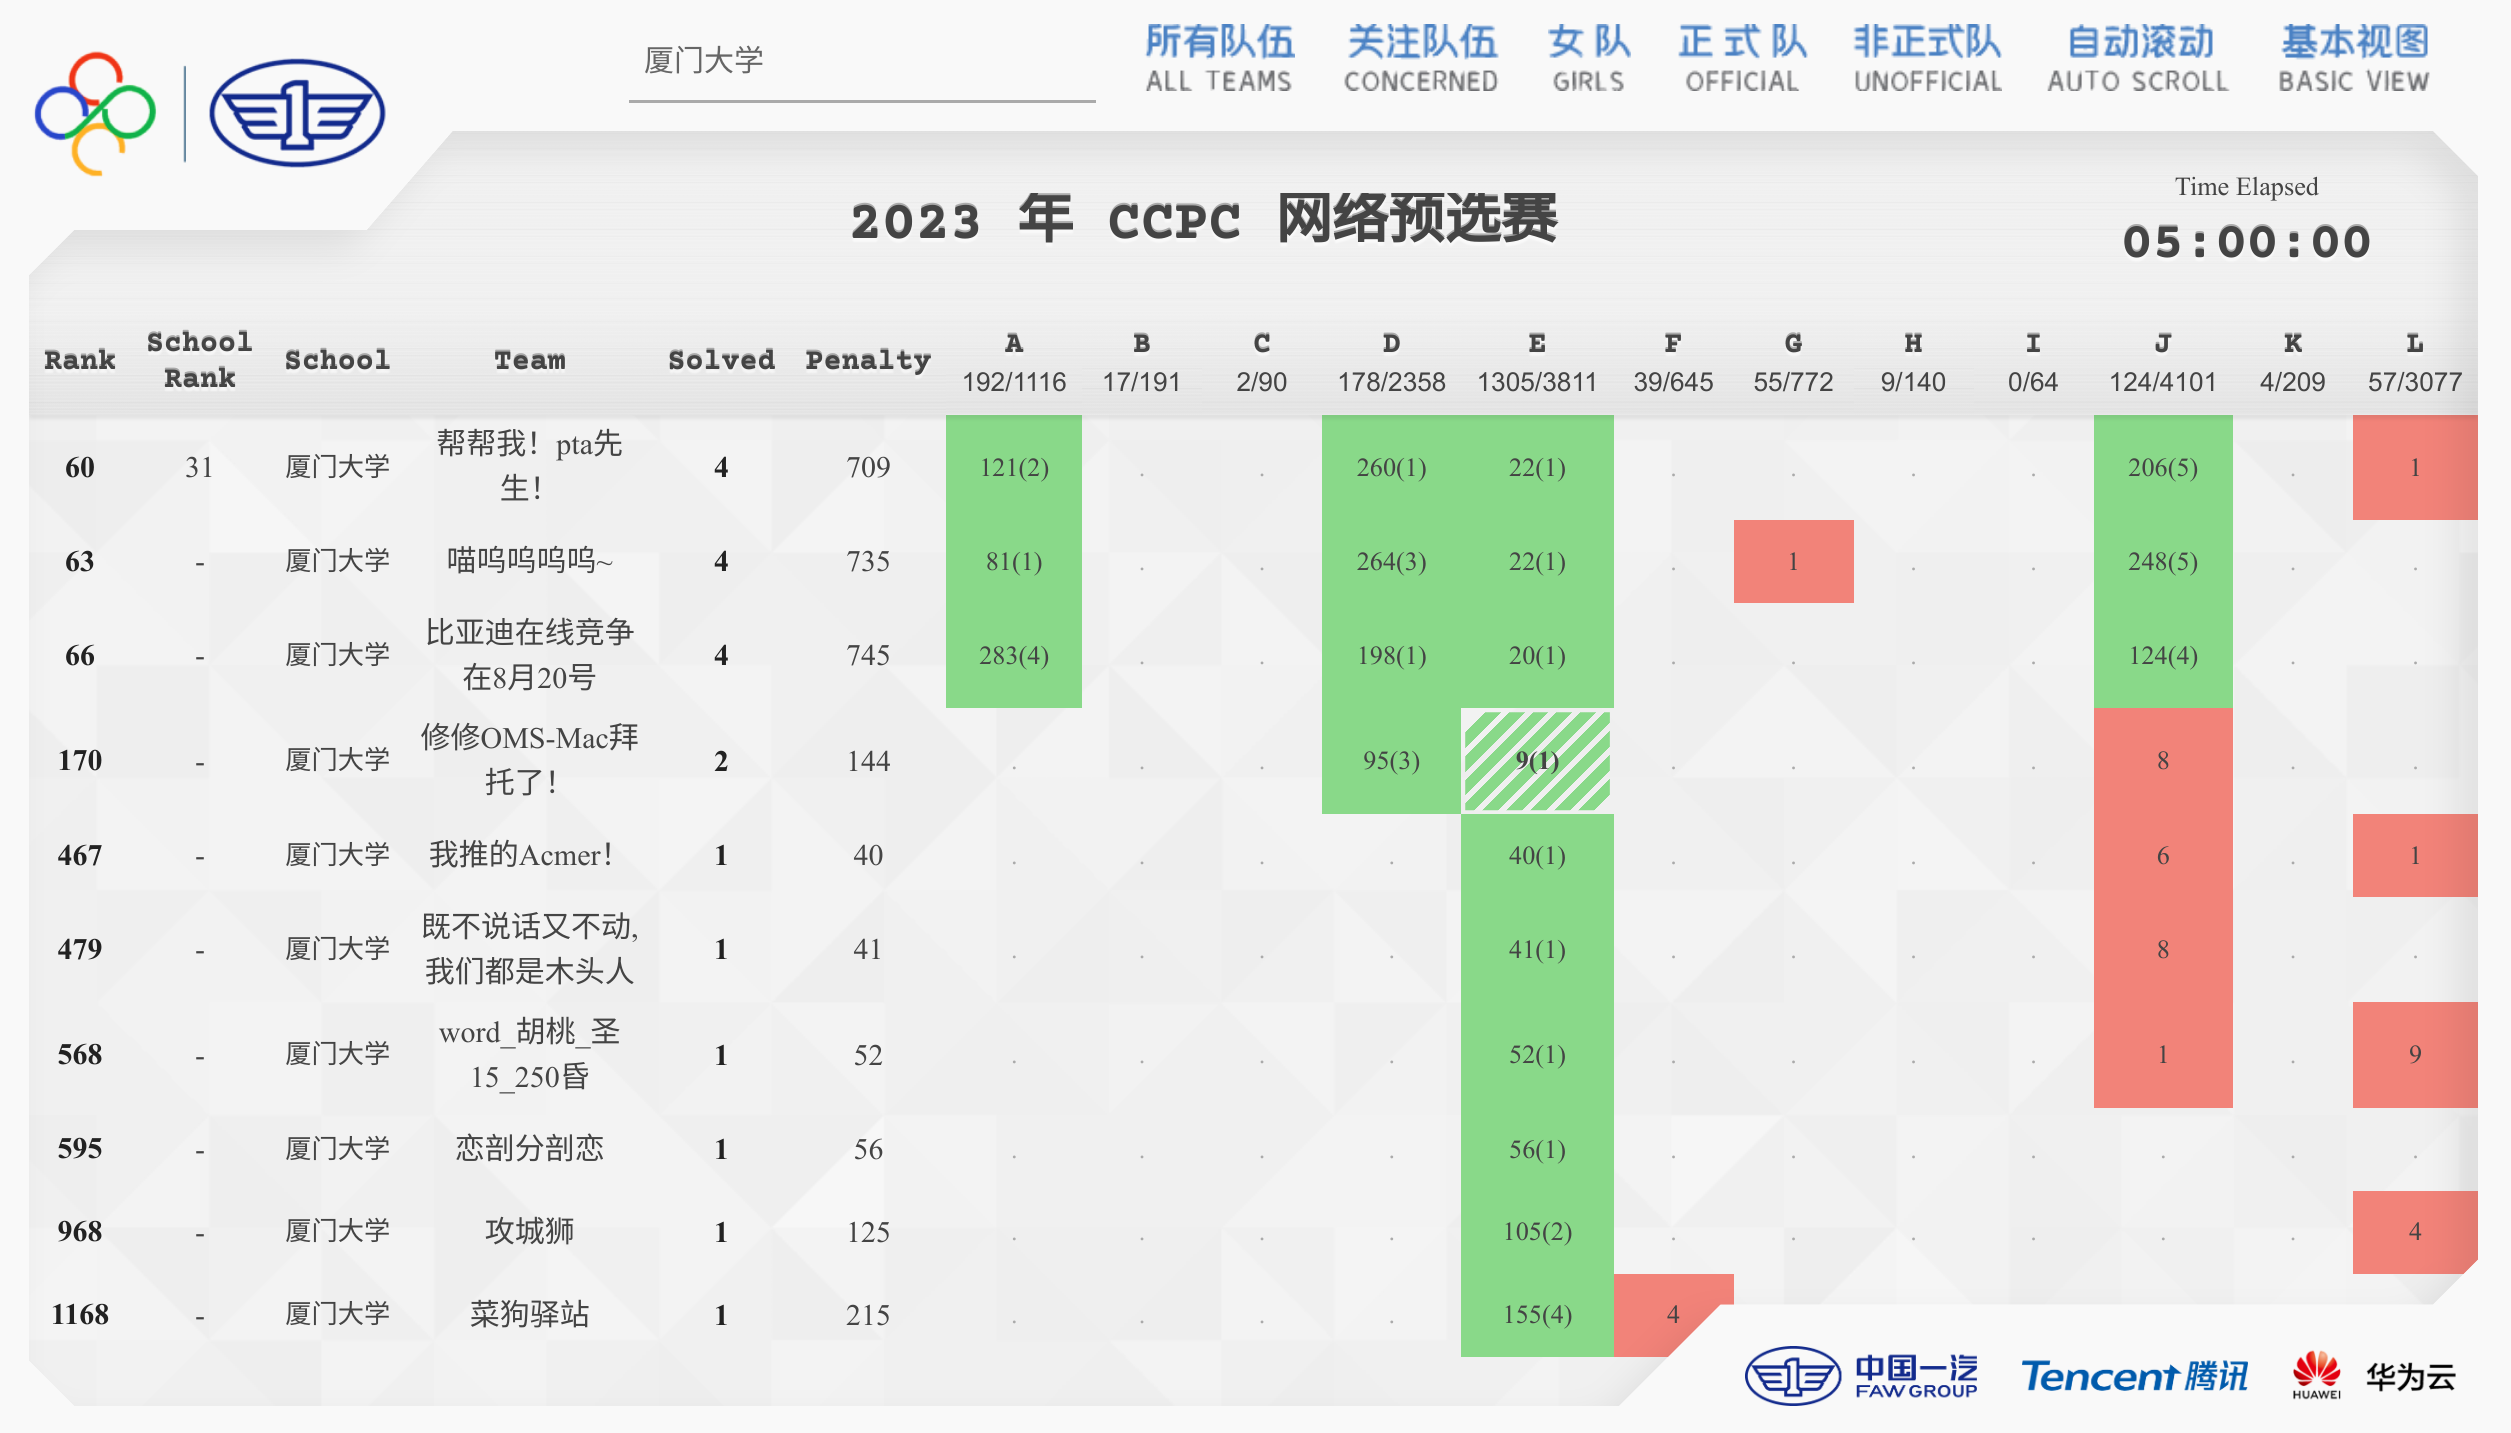 厦门大学
所有队伍 关注队伍 女 队 正 式 队 非正式队 自动滚动 基本视图
ALL TEAMS CONCERNED GIRLS OFFICIAL UNOFFICIAL AUTO SCROLL BASIC VIEW
2023 年 CCPC 网络预选赛
Time Elapsed
05:00:00
Rank School Rank School Team Solved Penalty A B C D E F G H I J K L
192/1116 17/191 2/90 178/2358 1305/3811 39/645 55/772 9/140 0/64 124/4101 4/209 57/3077
60 31 厦门大学 帮帮我！pta先生！ 4 709 121(2) . . 260(1) 22(1) . . . . 206(5) . 1
63 - 厦门大学 喵呜呜呜呜~ 4 735 81(1) . . 264(3) 22(1) . 1 . . 248(5) . .
66 - 厦门大学 比亚迪在线竞争在8月20号 4 745 283(4) . . 198(1) 20(1) . . . . 124(4) . .
170 - 厦门大学 修修OMS-Mac拜托了！ 2 144 . . . 95(3) 9(1) . . . . 8 . .
467 - 厦门大学 我推的Acmer！ 1 40 . . . . 40(1) . . . . 6 . 1
479 - 厦门大学 既不说话又不动,我们都是木头人 1 41 . . . . 41(1) . . . . 8 . .
568 - 厦门大学 word_胡桃_圣15_250昏 1 52 . . . . 52(1) . . . . 1 . 9
595 - 厦门大学 恋剖分剖恋 1 56 . . . . 56(1) . . . . . . .
968 - 厦门大学 攻城狮 1 125 . . . . 105(2) . . . . . . 4
1168 - 厦门大学 菜狗驿站 1 215 . . . . 155(4) 4
中国一汽
FAW GROUP
Tencent 腾讯
HUAWEI
华为云